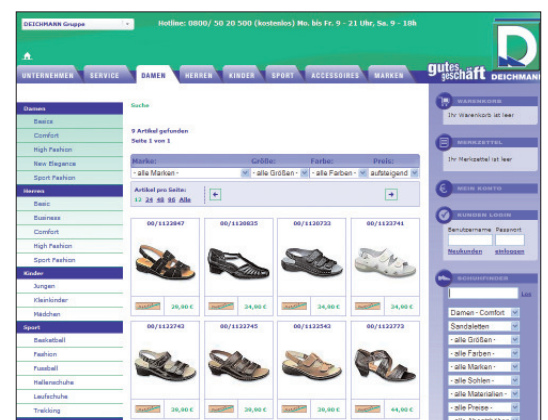 DEICHMANN Gruppe
Hotline: 0800/ 50 20 500 (kostenlos) Mo. bis Fr. 9 - 21 Uhr, Sa. 9 - 18h
UNTERNEHMEN SERVICE DAMEN HERREN KINDER SPORT ACCESSOIRES MARKEN
gutes geschäft
DEICHMANN
Damen
Basics
Comfort
High Fashion
New Elegance
Sport Fashion
Herren
Basic
Business
Comfort
High Fashion
Sport Fashion
Kinder
Jungen
Kleinkinder
Mädchen
Sport
Basketball
Fashion
Fussball
Hallenschuhe
Laufschuhe
Trekking
Suche
9 Artikel gefunden
Seite 1 von 1
Marke: Größe: Farbe: Preis:
- alle Marken - - alle Größen - - alle Farben - aufsteigend
Artikel pro Seite:
12 24 48 96 Alle
00/1123847 00/1130835 00/1120733 00/1123741
29,90 € 34,90 € 34,90 € 34,90 €
00/1123743 00/1133745 00/1123543 00/1123773
39,90 € 39,90 € 39,90 € 44,90 €
WARENKORB
Ihr Warenkorb ist leer
MERKZETTEL
Ihr Merkzettel ist leer
MEIN KONTO
KUNDEN LOGIN
Benutzername Passwort
Neukunden einloggen
SCHUHFINDER
Los
Damen - Comfort
Sandaletten
- alle Größen -
- alle Farben -
- alle Marken -
- alle Sohlen -
- alle Materialien -
- alle Preise -